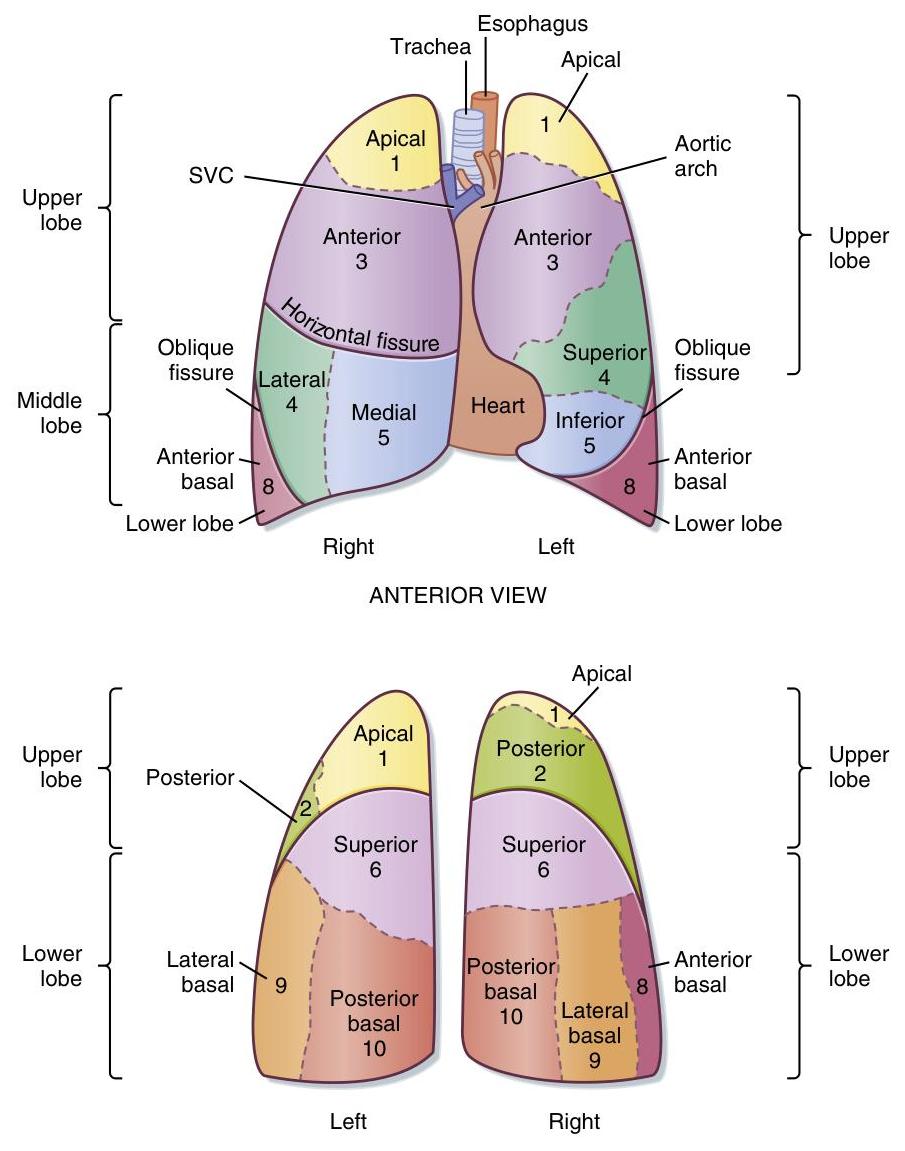 Esophagus
Trachea
Apical
Apical
1
1
Aortic
arch
SVC
Upper
lobe
Anterior
3
Anterior
3
Upper
lobe
Horizontal fissure
Oblique
fissure
Superior
4
Oblique
fissure
Lateral
4
Middle
lobe
Medial
5
Heart
Inferior
5
Anterior
basal
8
Anterior
basal
8
Lower lobe
Lower lobe
Right
Left
ANTERIOR VIEW
Apical
1
Apical
1
Posterior
2
Upper
lobe
Upper
lobe
Posterior
2
Superior
6
Superior
6
Lower
lobe
Lateral
basal
9
Posterior
basal
10
Posterior
basal
10
Lateral
basal
9
Anterior
basal
8
Lower
lobe
Left
Right